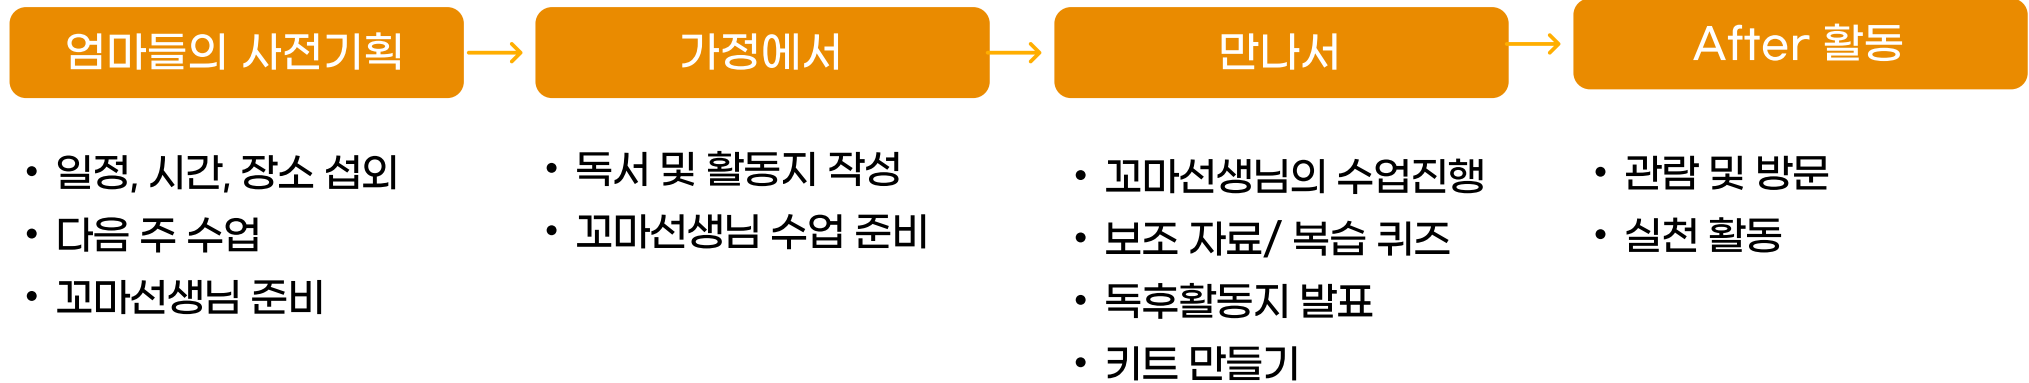 엄마들의 사전기획
• 일정, 시간, 장소 섭외
• 다음 주 수업
• 꼬마선생님 준비
가정에서
• 독서 및 활동지 작성
• 꼬마선생님 수업 준비
만나서
• 꼬마선생님의 수업진행
• 보조 자료/ 복습 퀴즈
• 독후활동지 발표
• 키트 만들기
After 활동
• 관람 및 방문
• 실천 활동